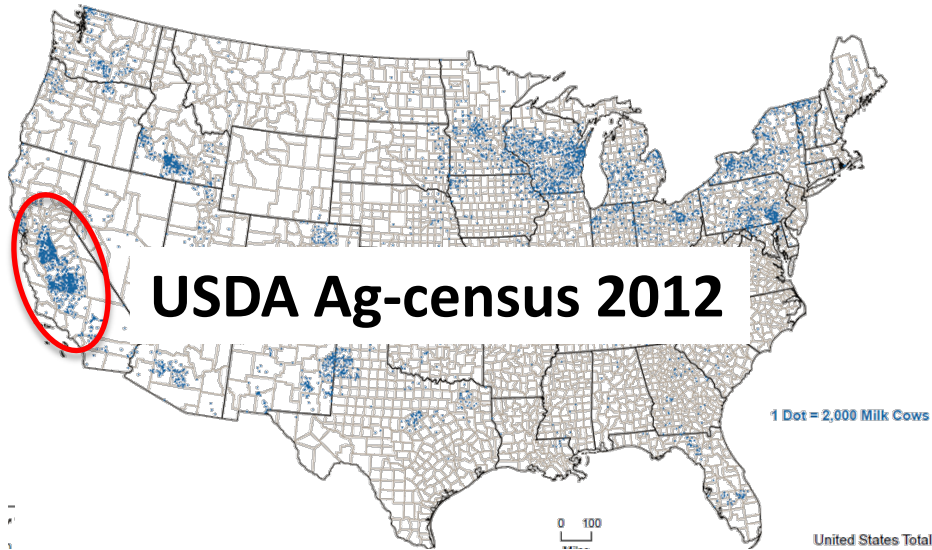 USDA Ag-census 2012
1 Dot = 2,000 Milk Cows
0 100
United States Total